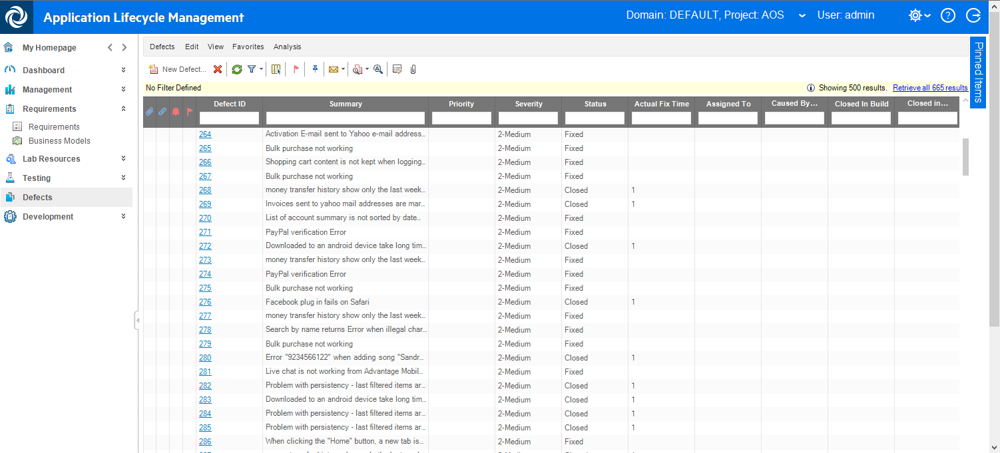 Application Lifecycle Management
Domain: DEFAULT, Project: AOS
User: admin
My Homepage
Dashboard
Management
Requirements
Requirements
Business Models
Lab Resources
Testing
Defects
Development
Pinned Items
Defects Edit View Favorites Analysis
New Defect...
No Filter Defined
Showing 500 results. Retrieve all 665 results
Defect ID Summary Priority Severity Status Actual Fix Time Assigned To Caused By… Closed In Build Closed in…
264 Activation E-mail sent to Yahoo e-mail address… 2-Medium Fixed
265 Bulk purchase not working 2-Medium Fixed
266 Shopping cart content is not kept when logging… 2-Medium Fixed
267 Bulk purchase not working 2-Medium Fixed
268 money transfer history show only the last week… 2-Medium Closed 1
269 Invoices sent to yahoo mail addresses are mar… 2-Medium Closed 1
270 List of account summary is not sorted by date… 2-Medium Fixed
271 PayPal verification Error 2-Medium Fixed
272 Downloaded to an android device take long tim… 2-Medium Closed 1
273 money transfer history show only the last week… 2-Medium Fixed
274 PayPal verification Error 2-Medium Fixed
275 Bulk purchase not working 2-Medium Fixed
276 Facebook plug in fails on Safari 2-Medium Closed 1
277 money transfer history show only the last week… 2-Medium Fixed
278 Search by name returns Error when illegal char… 2-Medium Fixed
279 Bulk purchase not working 2-Medium Fixed
280 Error "9234566122" when adding song "Sandr… 2-Medium Closed 1
281 Live chat is not working from Advantage Mobil… 2-Medium Fixed
282 Problem with persistency - last filtered items ar… 2-Medium Closed 1
283 Downloaded to an android device take long tim… 2-Medium Closed 1
284 Problem with persistency - last filtered items ar… 2-Medium Closed 1
285 Problem with persistency - last filtered items ar… 2-Medium Closed 1
286 When clicking the "Home" button, a new tab is… 2-Medium Fixed